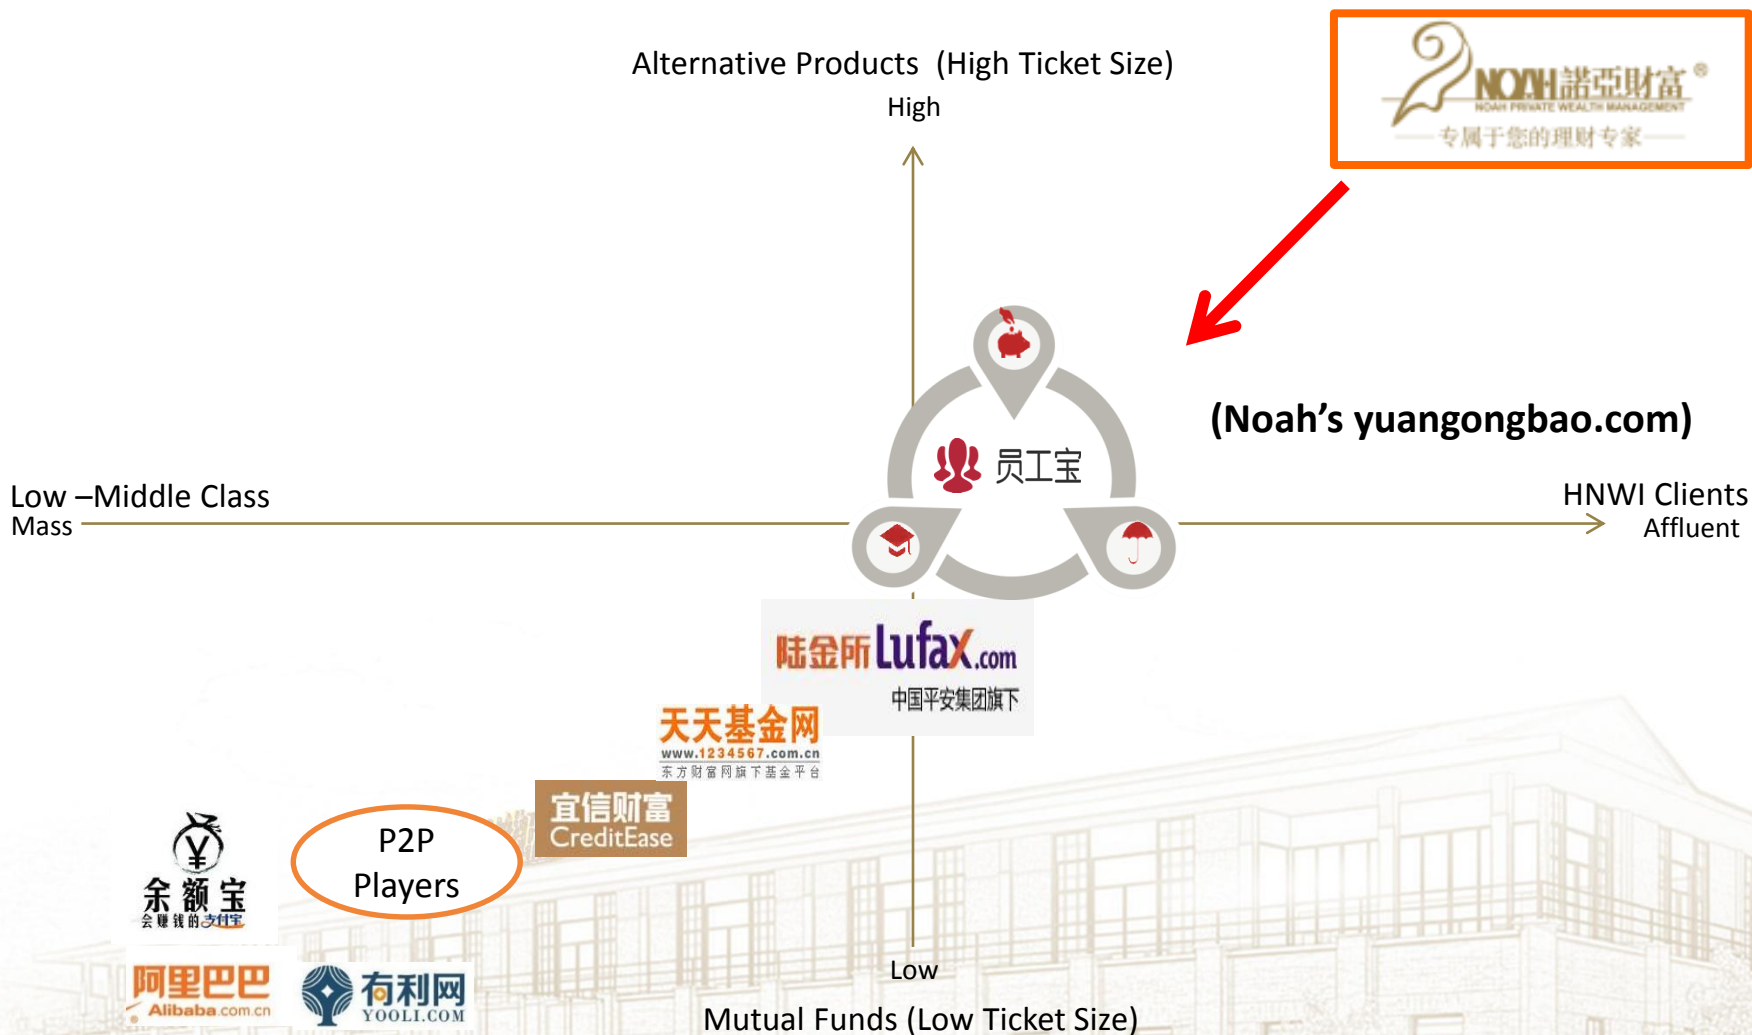 Alternative Products (High Ticket Size)
High
NOAH 諾亞財富 ®
NOAH PRIVATE WEALTH MANAGEMENT
专属于您的理财专家
(Noah's yuangongbao.com)
员工宝
Low –Middle Class
Mass
HNWI Clients
Affluent
陆金所 Lufax.com
中国平安集团旗下
天天基金网
www.1234567.com.cn
东方财富网旗下基金平台
宜信财富
CreditEase
P2P
Players
余额宝
会赚钱的支付宝
阿里巴巴
Alibaba.com.cn
有利网
YOOLI.COM
Low
Mutual Funds (Low Ticket Size)